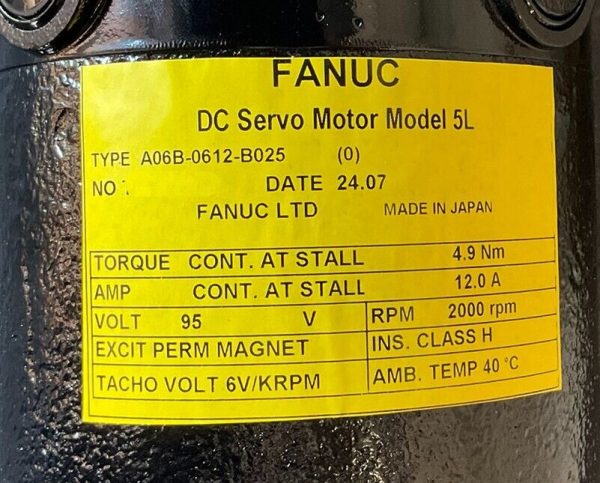 FANUC
DC Servo Motor Model 5L
TYPE A06B-0612-B025 (0)
NO DATE 24.07
FANUC LTD MADE IN JAPAN
TORQUE CONT. AT STALL 4.9 Nm
AMP CONT. AT STALL 12.0 A
VOLT 95 V RPM 2000 rpm
EXCIT PERM MAGNET INS. CLASS H
TACHO VOLT 6V/KRPM AMB. TEMP 40 °C